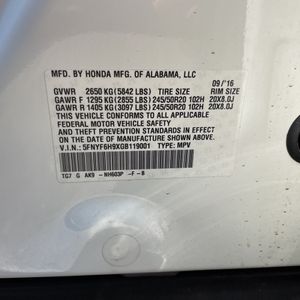 MFD. BY HONDA MFG. OF ALABAMA, LLC
09/'16
GVWR 2650 KG (5842 LBS) TIRE SIZE RIM SIZE
GAWR F 1295 KG (2855 LBS) 245/50R20 102H 20X8.0J
GAWR R 1405 KG (3097 LBS) 245/50R20 102H 20X8.0J
THIS VEHICLE CONFORMS TO ALL APPLICABLE
FEDERAL MOTOR VEHICLE SAFETY AND
THEFT PREVENTION STANDARDS IN EFFECT
ON THE DATE OF MANUFACTURE SHOWN ABOVE.
V.I.N.: 5FNYF6H9XGB119001 TYPE: MPV
TG7 G AK9 -NH603P -F-B